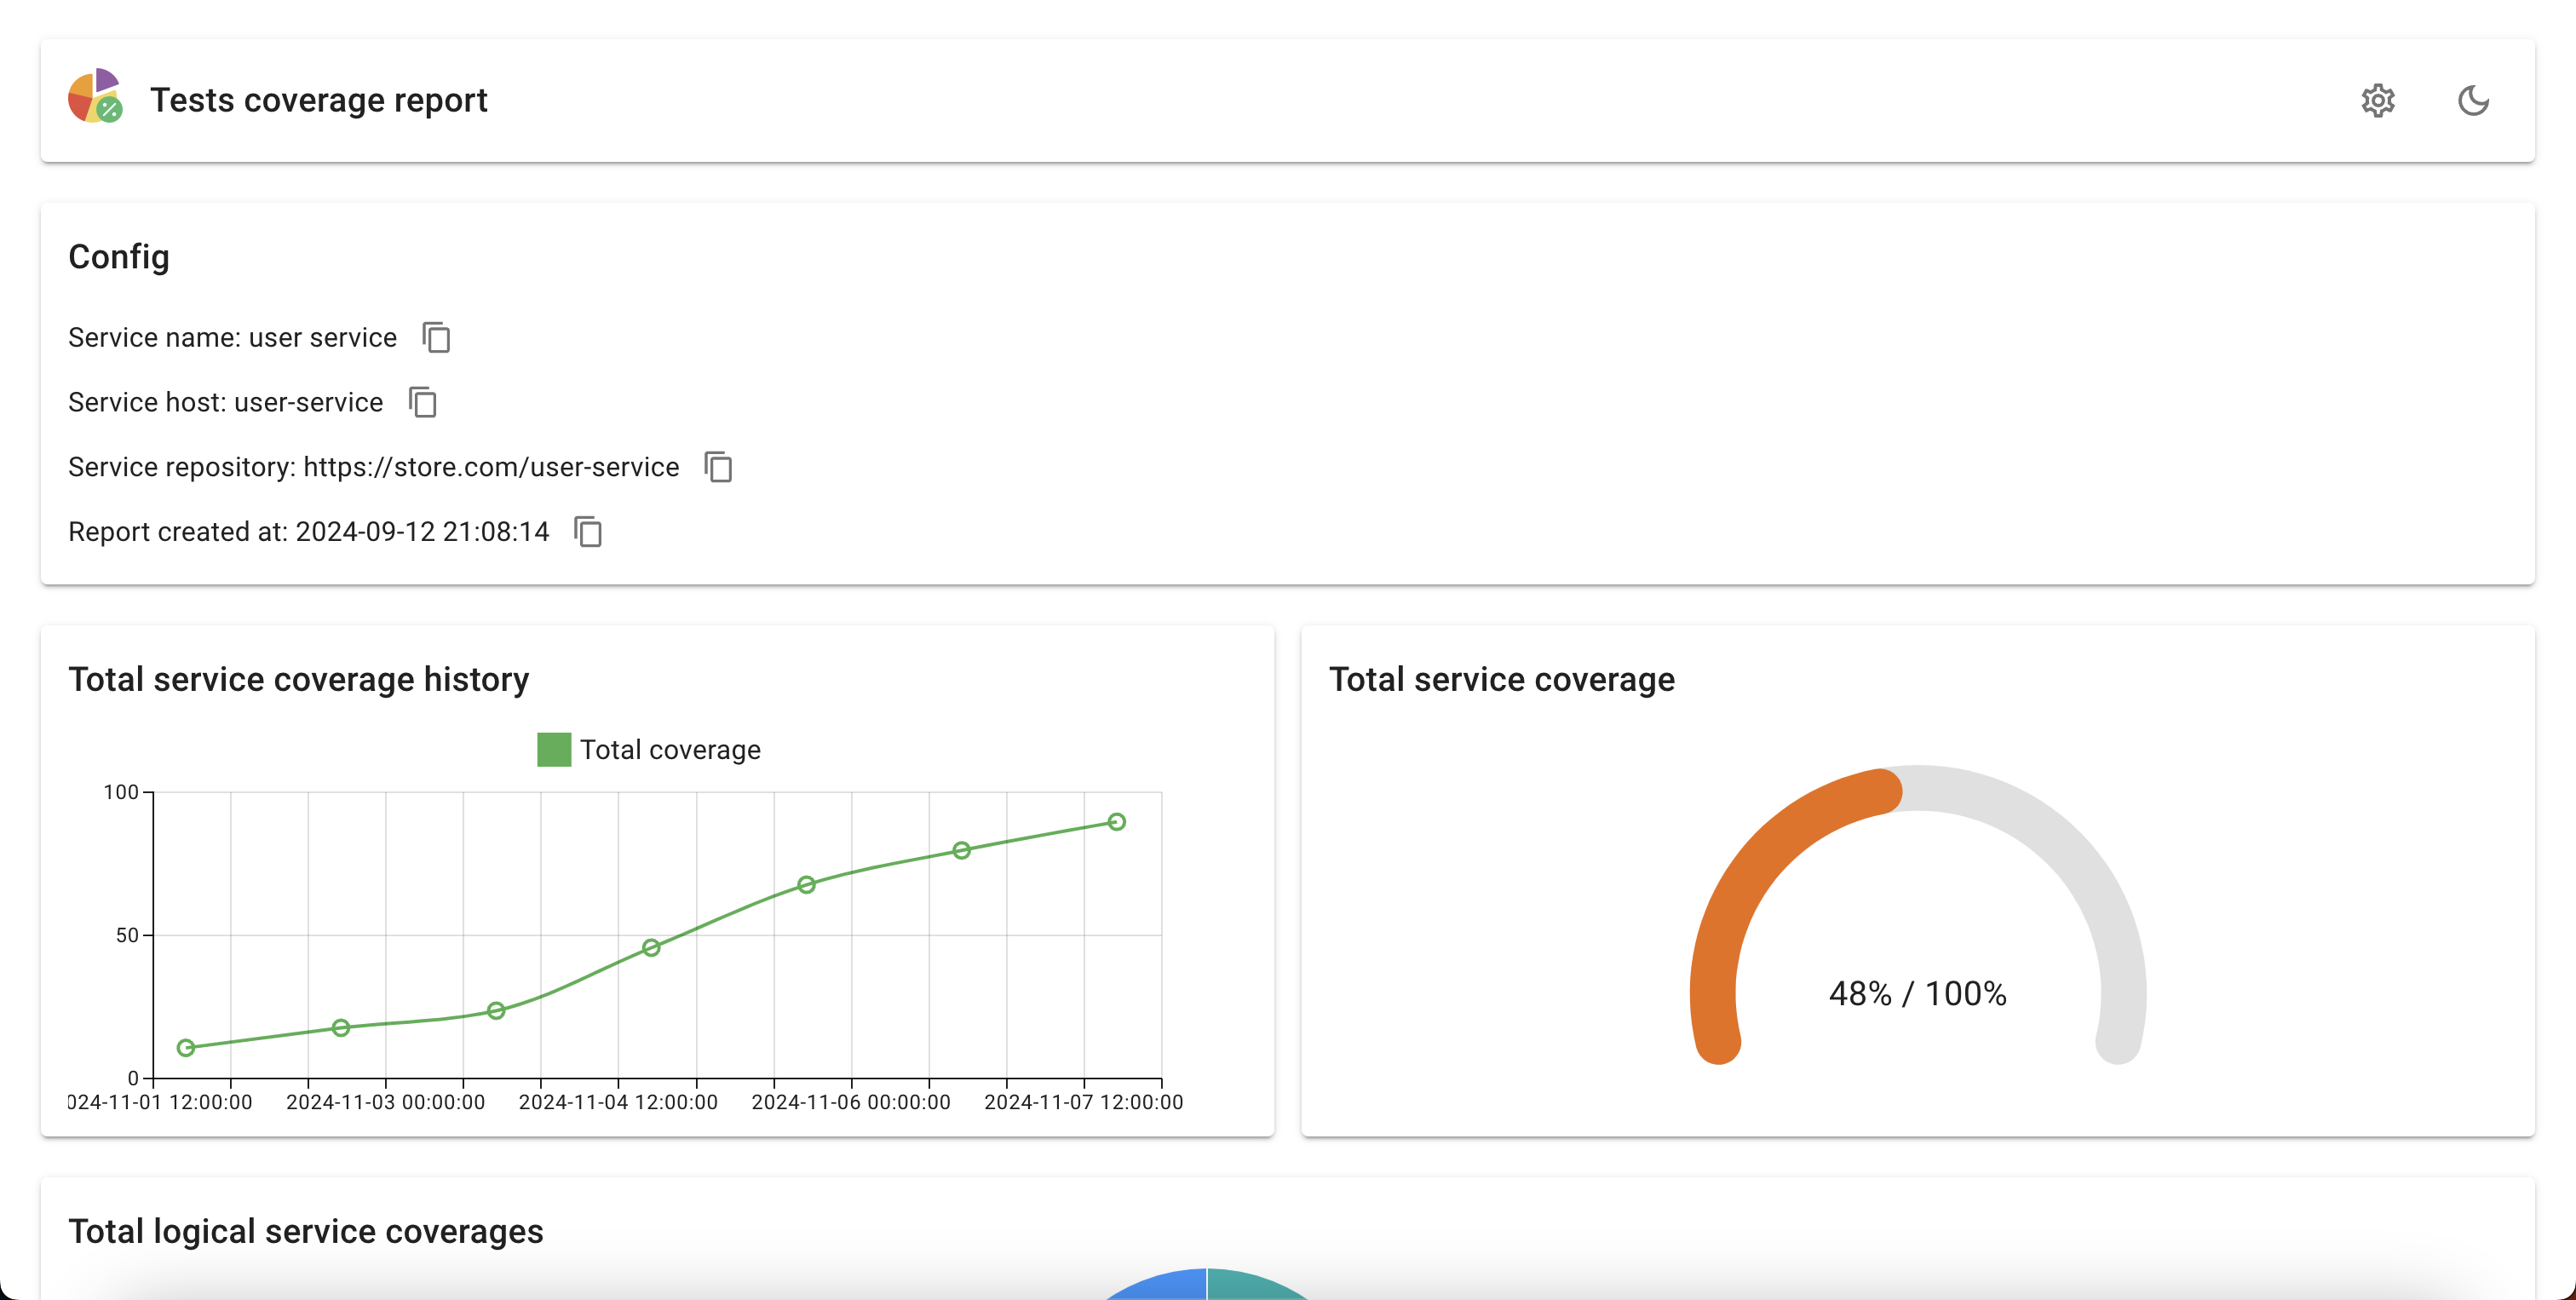 Tests coverage report
Config
Service name: user service
Service host: user-service
Service repository: https://store.com/user-service
Report created at: 2024-09-12 21:08:14
Total service coverage history
Total coverage
100
50
0
024-11-01 12:00:00 2024-11-03 00:00:00 2024-11-04 12:00:00 2024-11-06 00:00:00 2024-11-07 12:00:00
Total service coverage
48% / 100%
Total logical service coverages